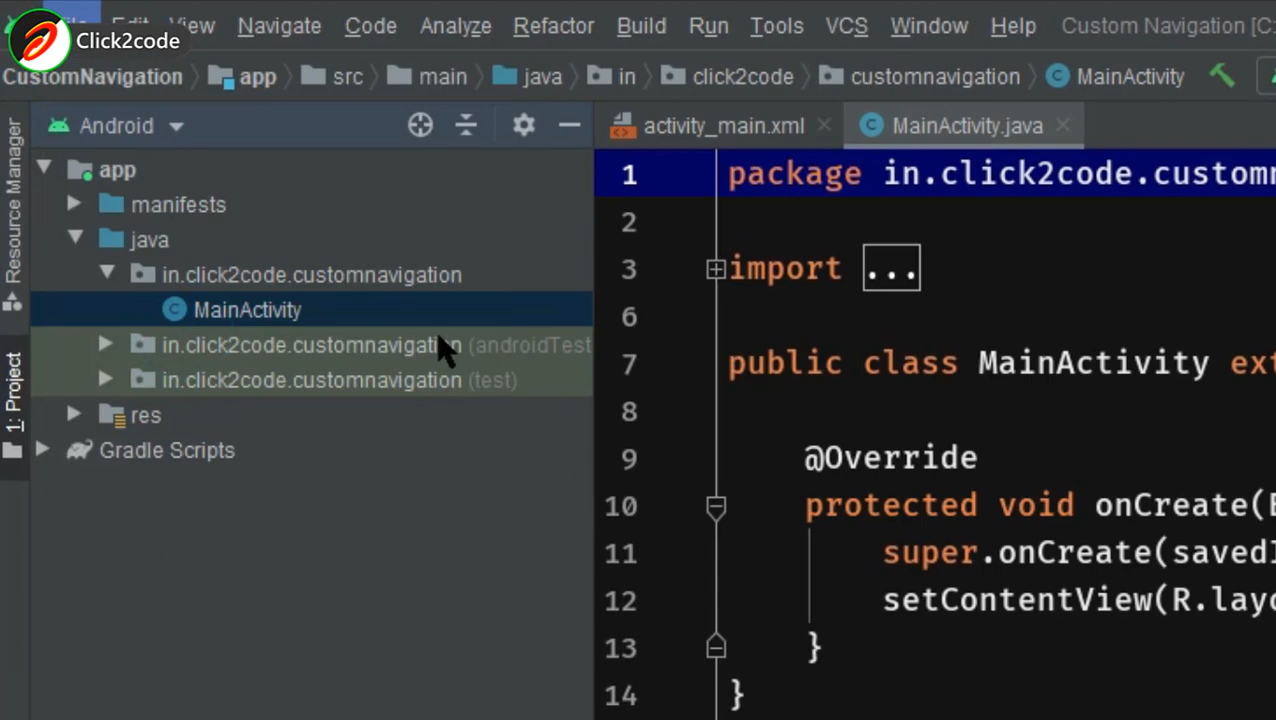 File Edit View Navigate Code Analyze Refactor Build Run Tools VCS Window Help Custom Navigation [C:
Click2code
CustomNavigation app src main java in click2code customnavigation MainActivity
Android
activity_main.xml MainActivity.java
Resource Manager
1: Project
app
manifests
java
in.click2code.customnavigation
MainActivity
in.click2code.customnavigation (androidTest
in.click2code.customnavigation (test)
res
Gradle Scripts
1 package in.click2code.customn
2
3 import ...
6
7 public class MainActivity ext
8
9 @Override
10 protected void onCreate(B
11 super.onCreate(savedI
12 setContentView(R.layo
13 }
14 }